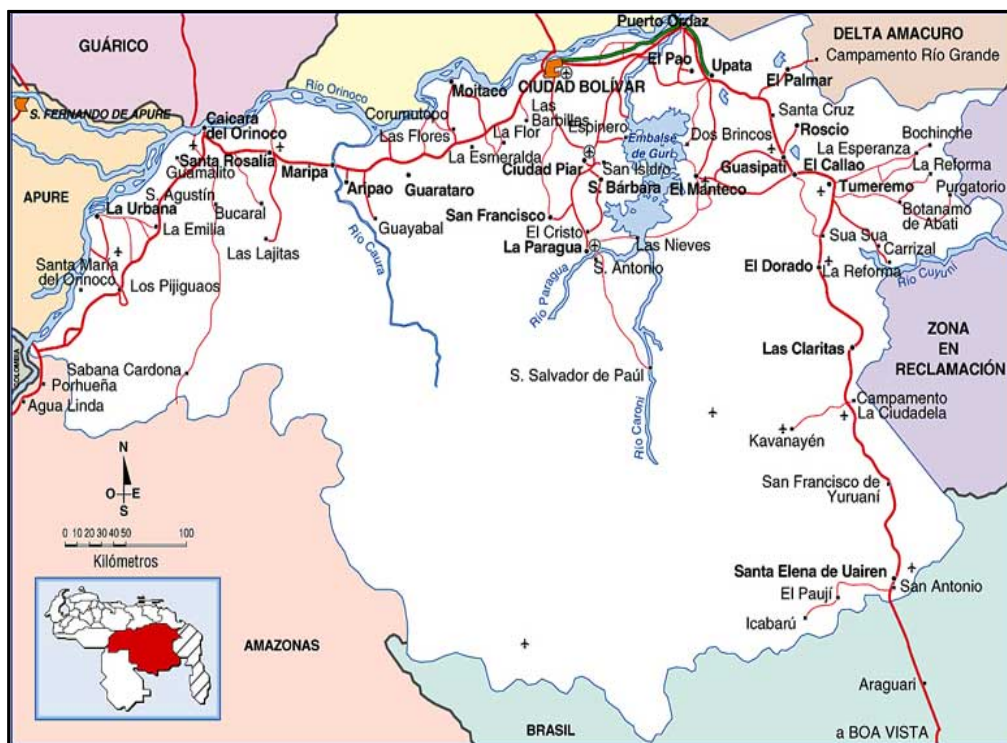 Puerto Ordaz
DELTA AMACURO
Campamento Río Grande
GUÁRICO
El Pao
Upata
El Palmar
CIUDAD BOLÍVAR
Río Orinoco
Moitaco
S. FERNANDO DE APURE
Corumutopo
Las
Barbillas
Santa Cruz
Caicara
del Orinoco
Las Flores
La Flor
Espinero
Embalse
de Guri
Dos Brincos
Roscio
Bochinche
La Esperanza
Santa Rosalía
Guamalito
Maripa
La Esmeralda
Ciudad Piar
San Isidro
Guasipati
El Callao
La Reforma
APURE
S. Agustín
Aripao
Guarataro
S. Bárbara
El Manteco
Tumeremo
Purgatorio
La Urbana
Bucaral
San Francisco
Botanamo
de Abati
La Emilia
Guayabal
El Cristo
Sua Sua
Las Lajitas
Río Caura
La Paragua
Las Nieves
Carrizal
Santa María
del Orinoco
S. Antonio
El Dorado
La Reforma
Río Cuyuní
Los Pijiguaos
Río Paragua
ZONA
EN
RECLAMACIÓN
Las Claritas
COLOMBIA
Sabana Cardona
S. Salvador de Paúl
Porhueña
Agua Linda
Río Caroní
Campamento
La Ciudadela
Kavanayén
N
O E
S
San Francisco de
Yuruaní
0 10 20 30 40 50 100
Kilómetros
Santa Elena de Uairen
San Antonio
El Paují
Icabarú
AMAZONAS
Araguari
BRASIL
a BOA VISTA